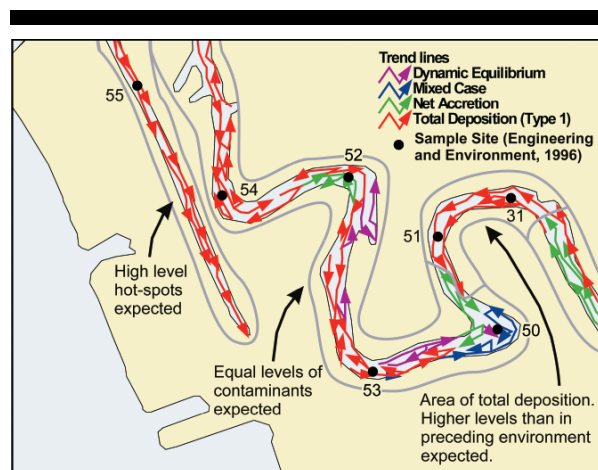 Trend lines
Dynamic Equilibrium
Mixed Case
Net Accretion
Total Deposition (Type 1)
Sample Site (Engineering
and Environment, 1996)
55
54
52
51
31
50
53
High level
hot-spots
expected
Equal levels of
contaminants
expected
Area of total deposition.
Higher levels than in
preceding environment
expected.